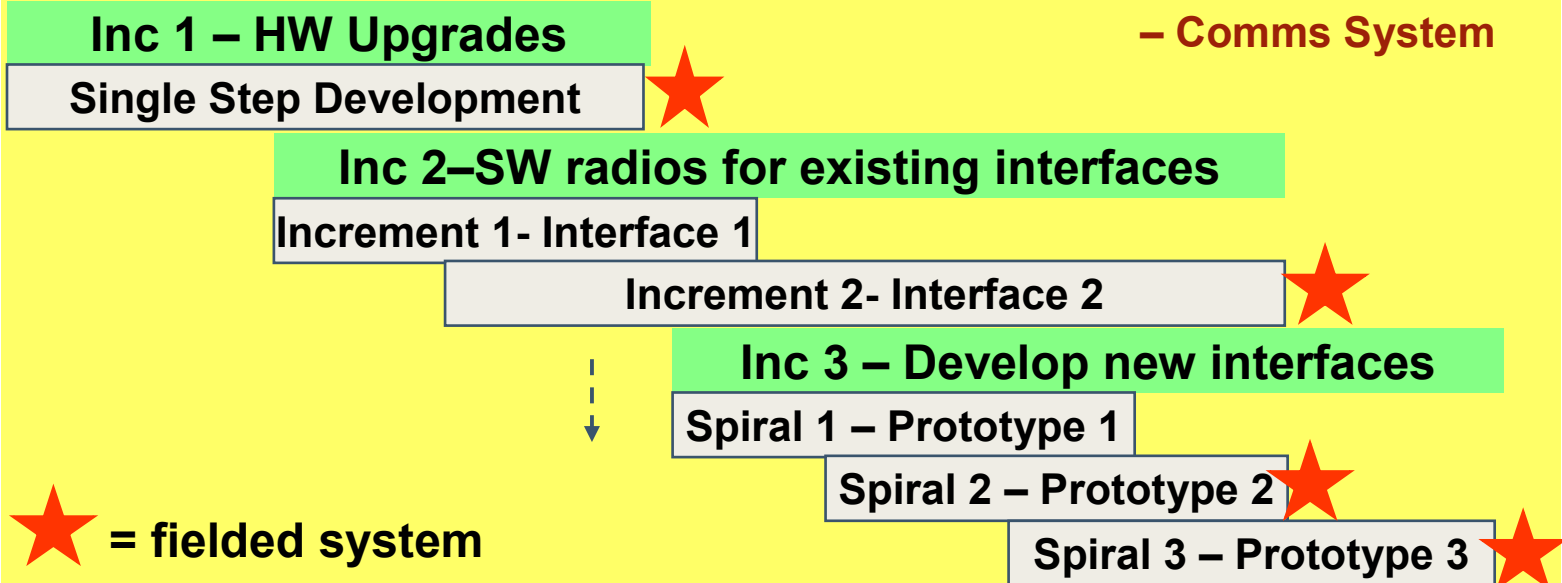 Inc 1 – HW Upgrades
– Comms System
Single Step Development
Inc 2–SW radios for existing interfaces
Increment 1- Interface 1
Increment 2- Interface 2
Inc 3 – Develop new interfaces
Spiral 1 – Prototype 1
Spiral 2 – Prototype 2
= fielded system
Spiral 3 – Prototype 3